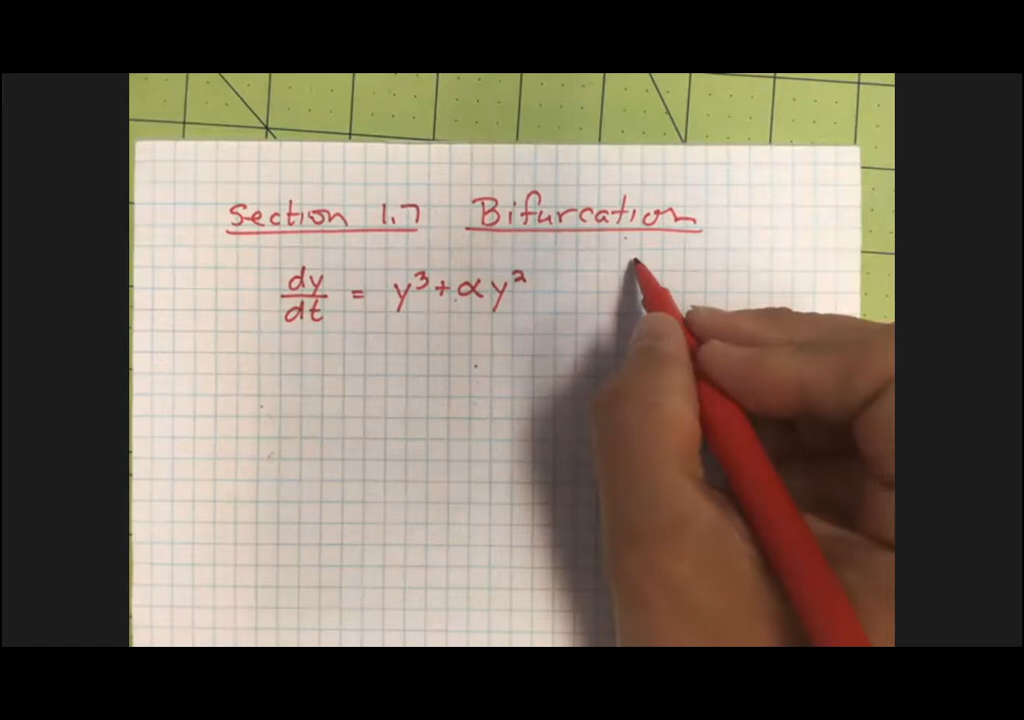 Section 1.7 Bifurcation
dy/dt = y³ + αy²